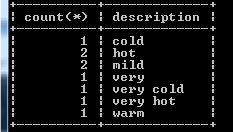 count(*) | description
1 | cold
2 | hot
2 | mild
1 | very
1 | very cold
1 | very hot
1 | warm